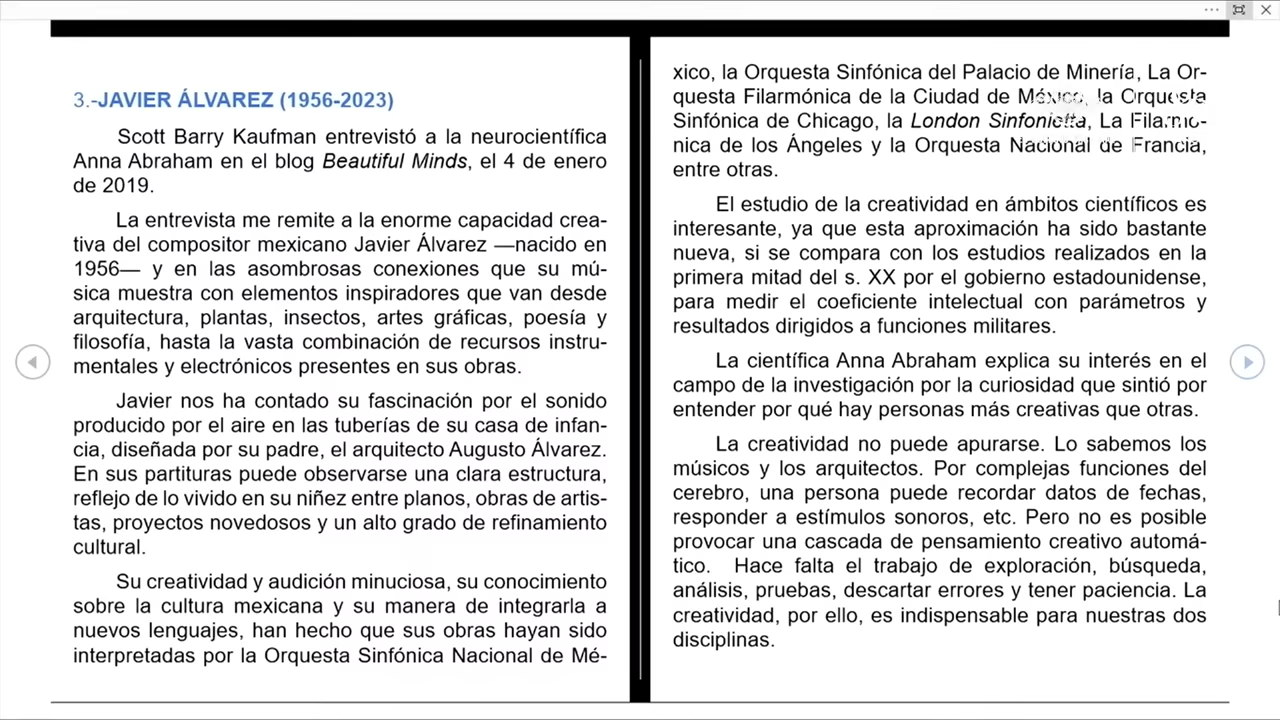 3.-JAVIER ÁLVAREZ (1956-2023)
Scott Barry Kaufman entrevistó a la neurocientífica
Anna Abraham en el blog Beautiful Minds, el 4 de enero
de 2019.
La entrevista me remite a la enorme capacidad crea-
tiva del compositor mexicano Javier Álvarez —nacido en
1956— y en las asombrosas conexiones que su mú-
sica muestra con elementos inspiradores que van desde
arquitectura, plantas, insectos, artes gráficas, poesía y
filosofía, hasta la vasta combinación de recursos instru-
mentales y electrónicos presentes en sus obras.
Javier nos ha contado su fascinación por el sonido
producido por el aire en las tuberías de su casa de infan-
cia, diseñada por su padre, el arquitecto Augusto Álvarez.
En sus partituras puede observarse una clara estructura,
reflejo de lo vivido en su niñez entre planos, obras de artis-
tas, proyectos novedosos y un alto grado de refinamiento
cultural.
Su creatividad y audición minuciosa, su conocimiento
sobre la cultura mexicana y su manera de integrarla a
nuevos lenguajes, han hecho que sus obras hayan sido
interpretadas por la Orquesta Sinfónica Nacional de Mé-
xico, la Orquesta Sinfónica del Palacio de Minería, La Or-
questa Filarmónica de la Ciudad de México, la Orquesta
Sinfónica de Chicago, la London Sinfonietta, La Filarmó-
nica de los Ángeles y la Orquesta Nacional de Francia,
entre otras.
El estudio de la creatividad en ámbitos científicos es
interesante, ya que esta aproximación ha sido bastante
nueva, si se compara con los estudios realizados en la
primera mitad del s. XX por el gobierno estadounidense,
para medir el coeficiente intelectual con parámetros y
resultados dirigidos a funciones militares.
La científica Anna Abraham explica su interés en el
campo de la investigación por la curiosidad que sintió por
entender por qué hay personas más creativas que otras.
La creatividad no puede apurarse. Lo sabemos los
músicos y los arquitectos. Por complejas funciones del
cerebro, una persona puede recordar datos de fechas,
responder a estímulos sonoros, etc. Pero no es posible
provocar una cascada de pensamiento creativo automá-
tico. Hace falta el trabajo de exploración, búsqueda,
análisis, pruebas, descartar errores y tener paciencia. La
creatividad, por ello, es indispensable para nuestras dos
disciplinas.